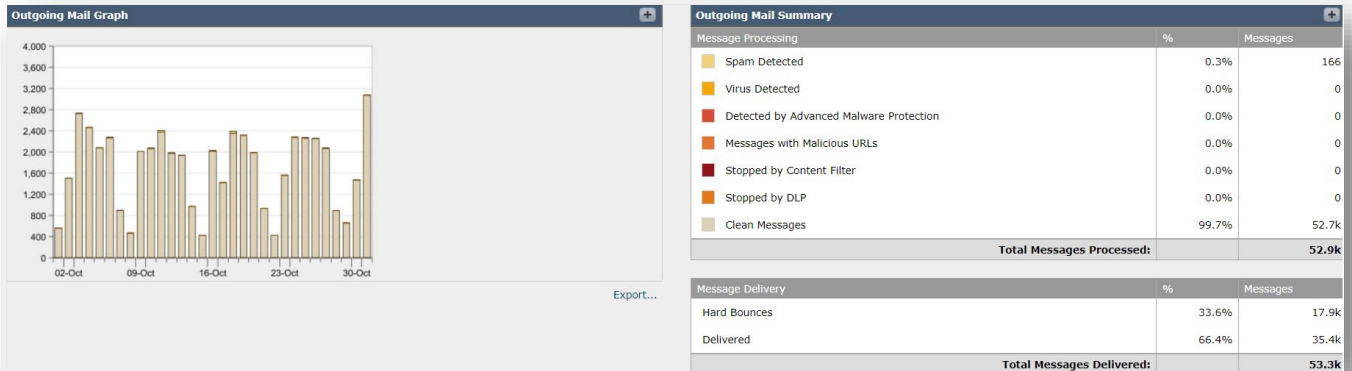 Outgoing Mail Graph
4,000
3,600
3,200
2,800
2,400
2,000
1,600
1,200
800
400
0
02-Oct 09-Oct 16-Oct 23-Oct 30-Oct
Export...
Outgoing Mail Summary
Message Processing % Messages
Spam Detected 0.3% 166
Virus Detected 0.0% 0
Detected by Advanced Malware Protection 0.0% 0
Messages with Malicious URLs 0.0% 0
Stopped by Content Filter 0.0% 0
Stopped by DLP 0.0% 0
Clean Messages 99.7% 52.7k
Total Messages Processed: 52.9k
Message Delivery % Messages
Hard Bounces 33.6% 17.9k
Delivered 66.4% 35.4k
Total Messages Delivered: 53.3k